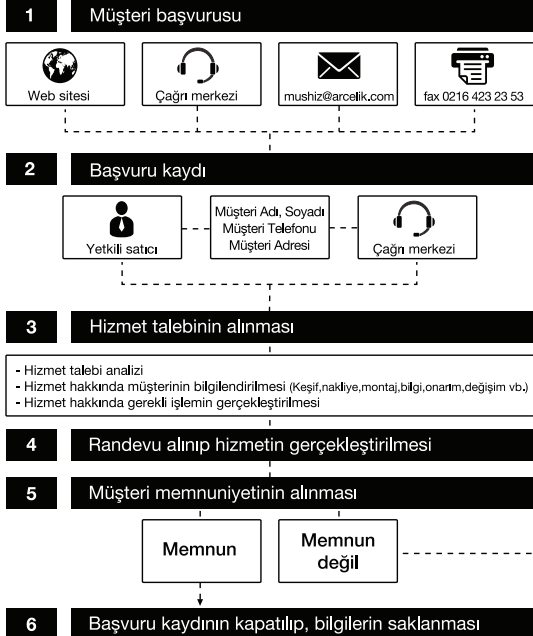 1 Müşteri başvurusu
Web sitesi
Çağrı merkezi
mushiz@arcelik.com
fax 0216 423 23 53
2 Başvuru kaydı
Yetkili satıcı
Müşteri Adı, Soyadı
Müşteri Telefonu
Müşteri Adresi
Çağrı merkezi
3 Hizmet talebinin alınması
- Hizmet talebi analizi
- Hizmet hakkında müşterinin bilgilendirilmesi (Keşif,nakliye,montaj,bilgi,onarım,değişim vb.)
- Hizmet hakkında gerekli işlemin gerçekleştirilmesi
4 Randevu alınıp hizmetin gerçekleştirilmesi
5 Müşteri memnuniyetinin alınması
Memnun
Memnun
değil
6 Başvuru kaydının kapatılıp, bilgilerin saklanması